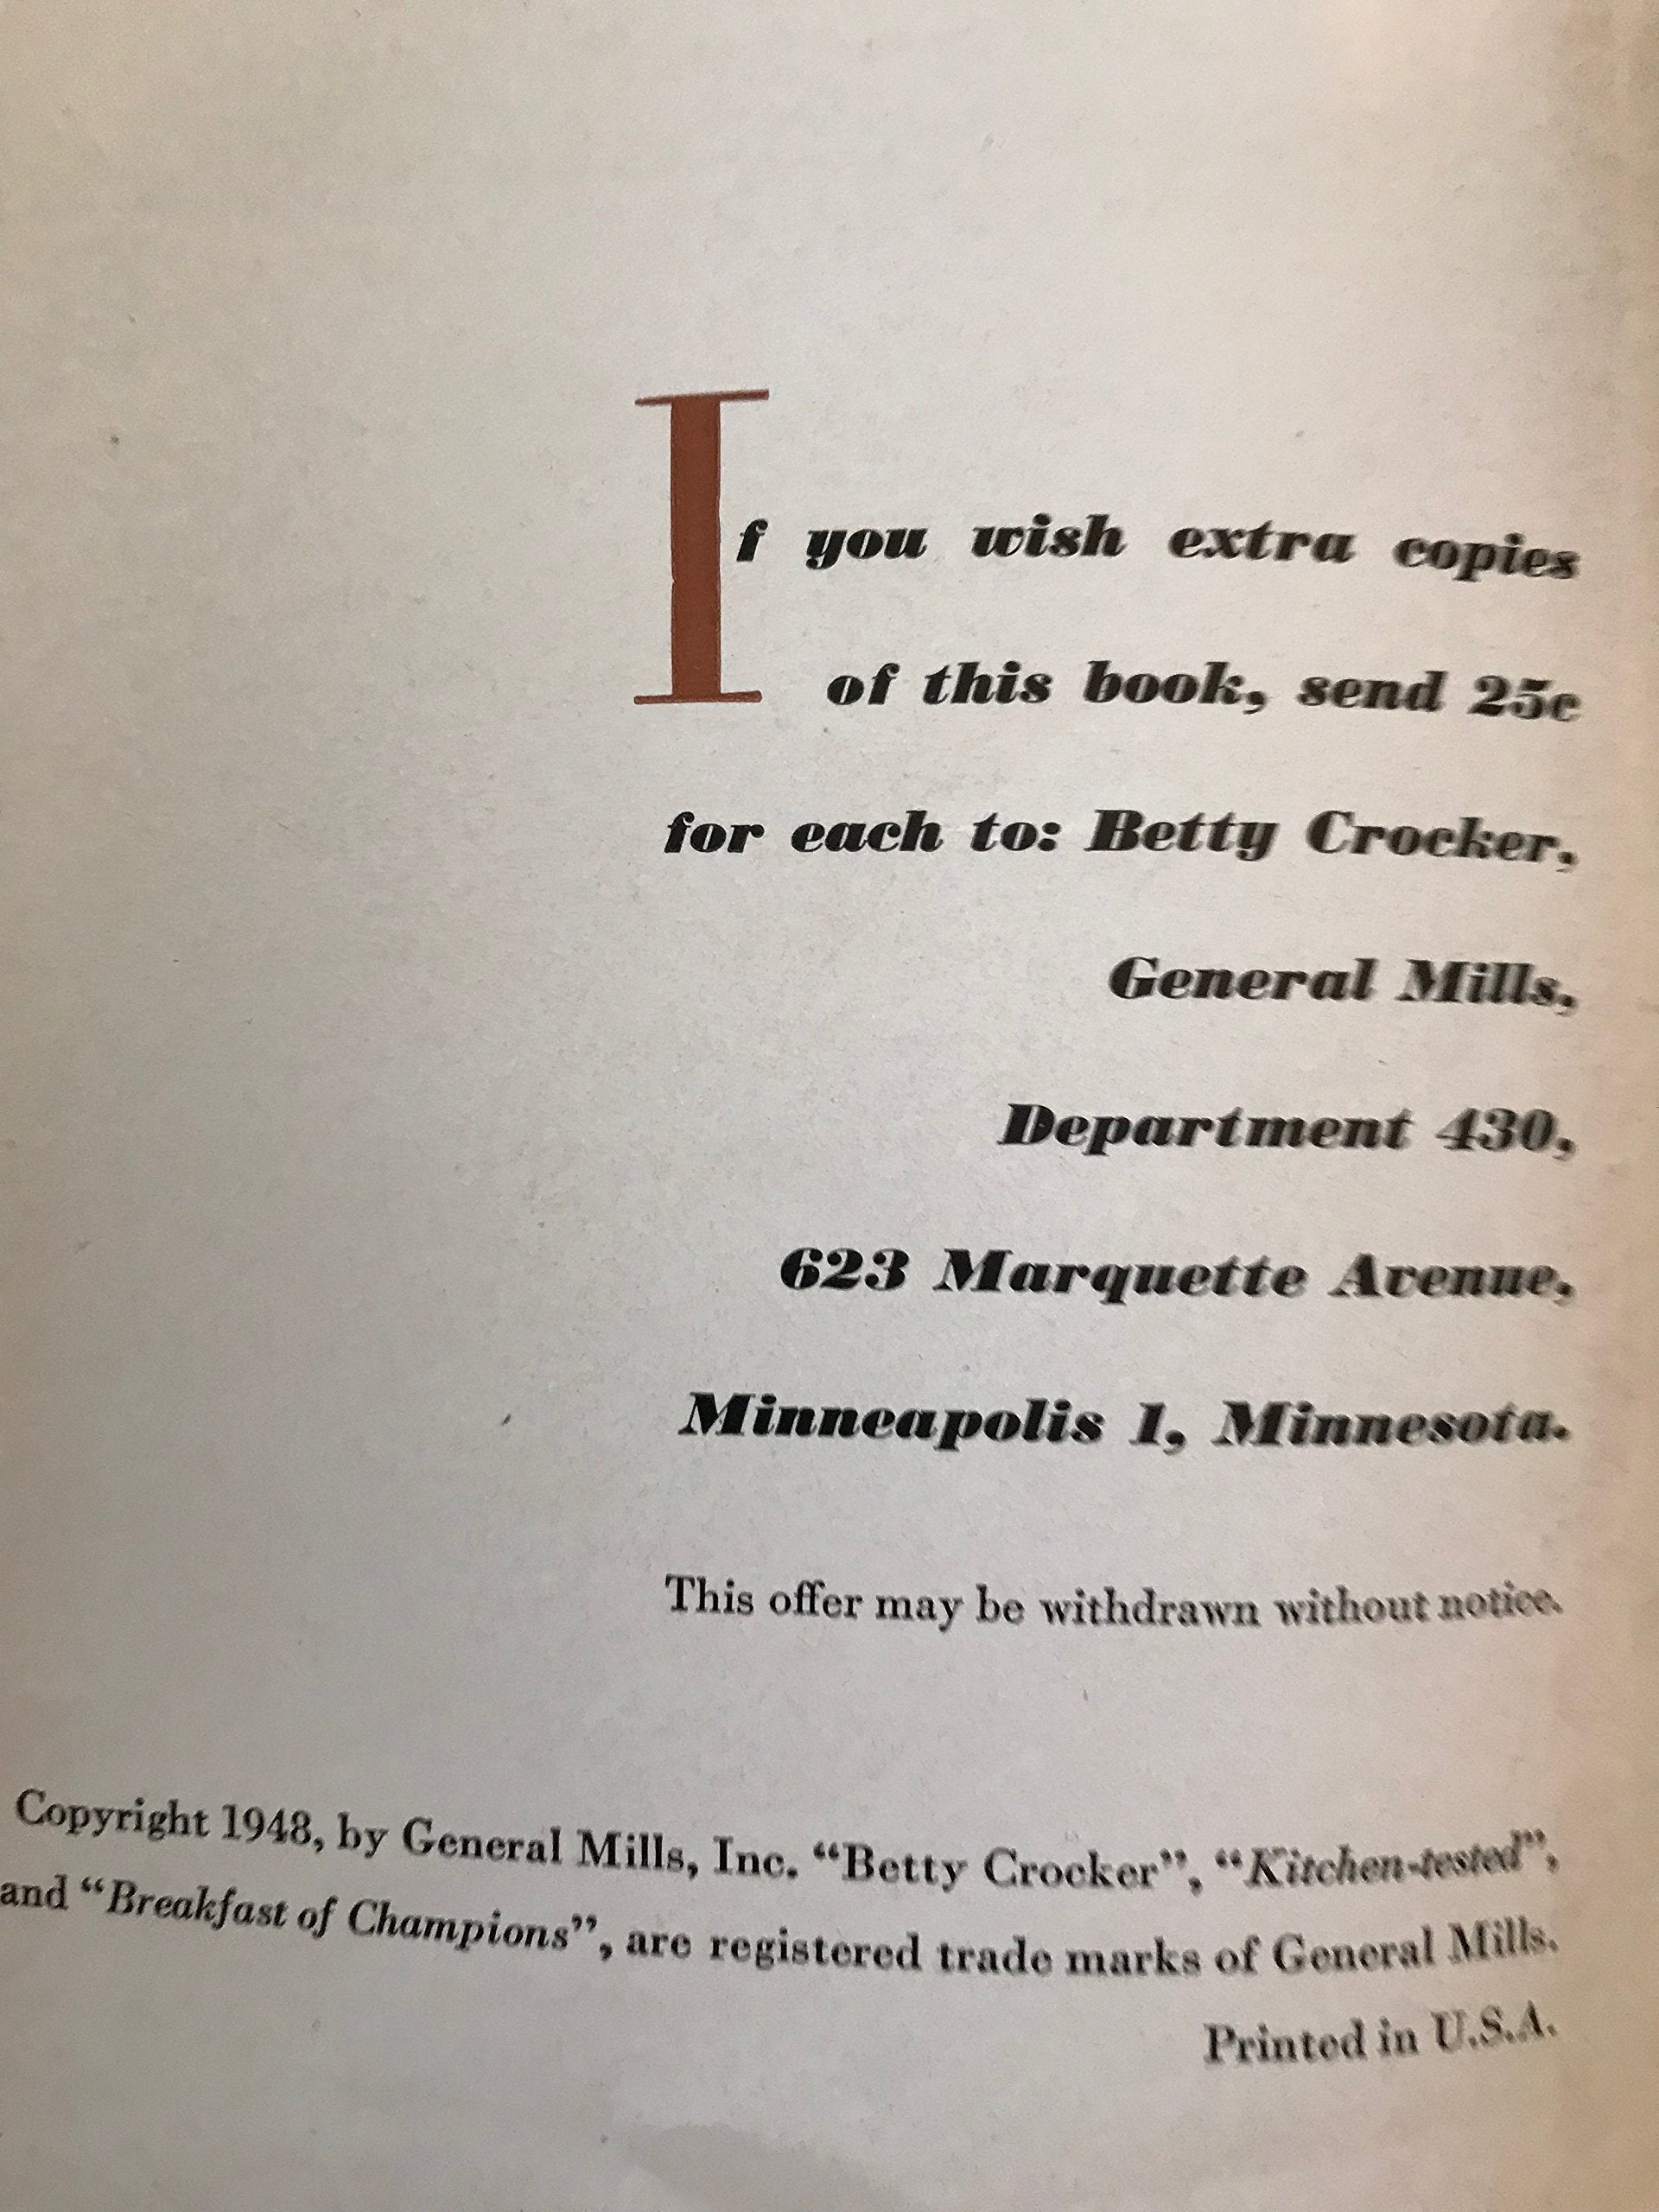 If you wish extra copies
of this book, send 25c
for each to: Betty Crocker,
General Mills,
Department 430,
623 Marquette Avenue,
Minneapolis 1, Minnesota.
This offer may be withdrawn without notice.
Copyright 1948, by General Mills, Inc. “Betty Crocker”, “Kitchen-tested”,
and “Breakfast of Champions”, are registered trade marks of General Mills.
Printed in U.S.A.